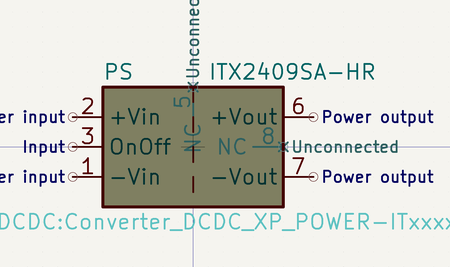 Unconnec
PS ITX2409SA-HR
er input 2 +Vin 5 +Vout 6 Power output
Input 3 OnOff NC NC 8 Unconnected
er input 1 -Vin -Vout 7 Power output
DCDC:Converter_DCDC_XP_POWER-ITxxxx